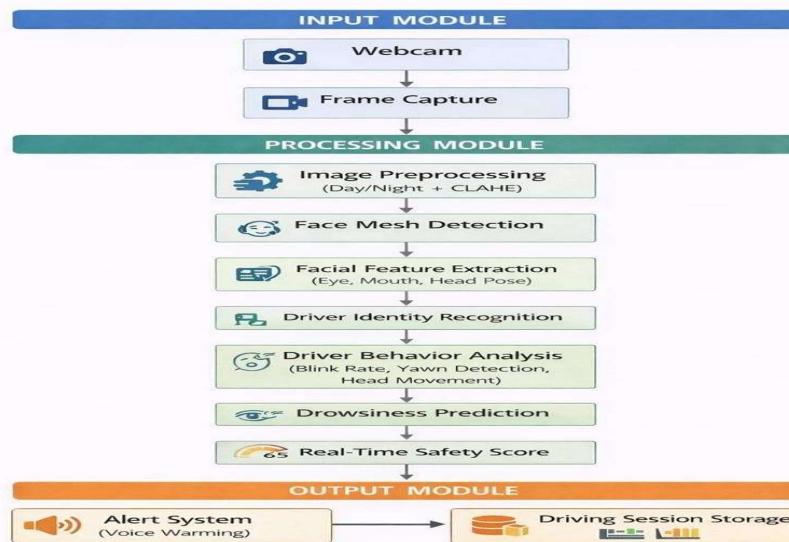 INPUT MODULE
Webcam
Frame Capture
PROCESSING MODULE
Image Preprocessing
(Day/Night + CLAHE)
Face Mesh Detection
Facial Feature Extraction
(Eye, Mouth, Head Pose)
Driver Identity Recognition
Driver Behavior Analysis
(Blink Rate, Yawn Detection,
Head Movement)
Drowsiness Prediction
65 Real-Time Safety Score
OUTPUT MODULE
Alert System
(Voice Warming)
Driving Session Storage